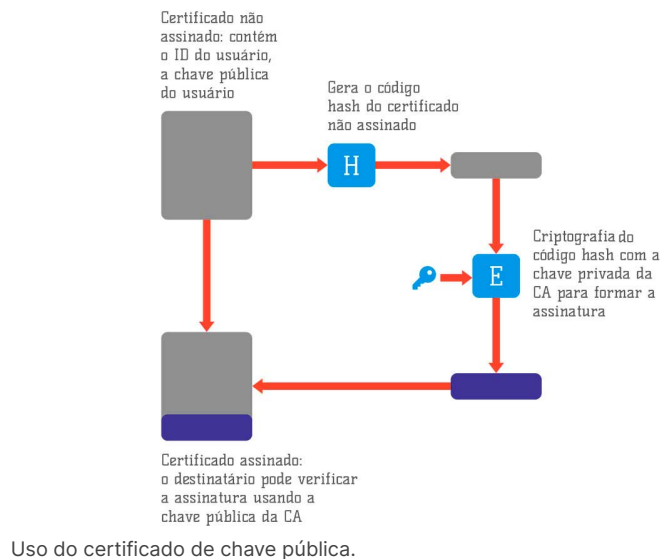 Certificado não
assinado: contém
o ID do usuário,
a chave pública
do usuário
Gera o código
hash do certificado
não assinado
H
Criptografia do
código hash com a
chave privada da
CA para formar a
assinatura
E
Certificado assinado:
o destinatário pode verificar
a assinatura usando a
chave pública da CA
Uso do certificado de chave pública.